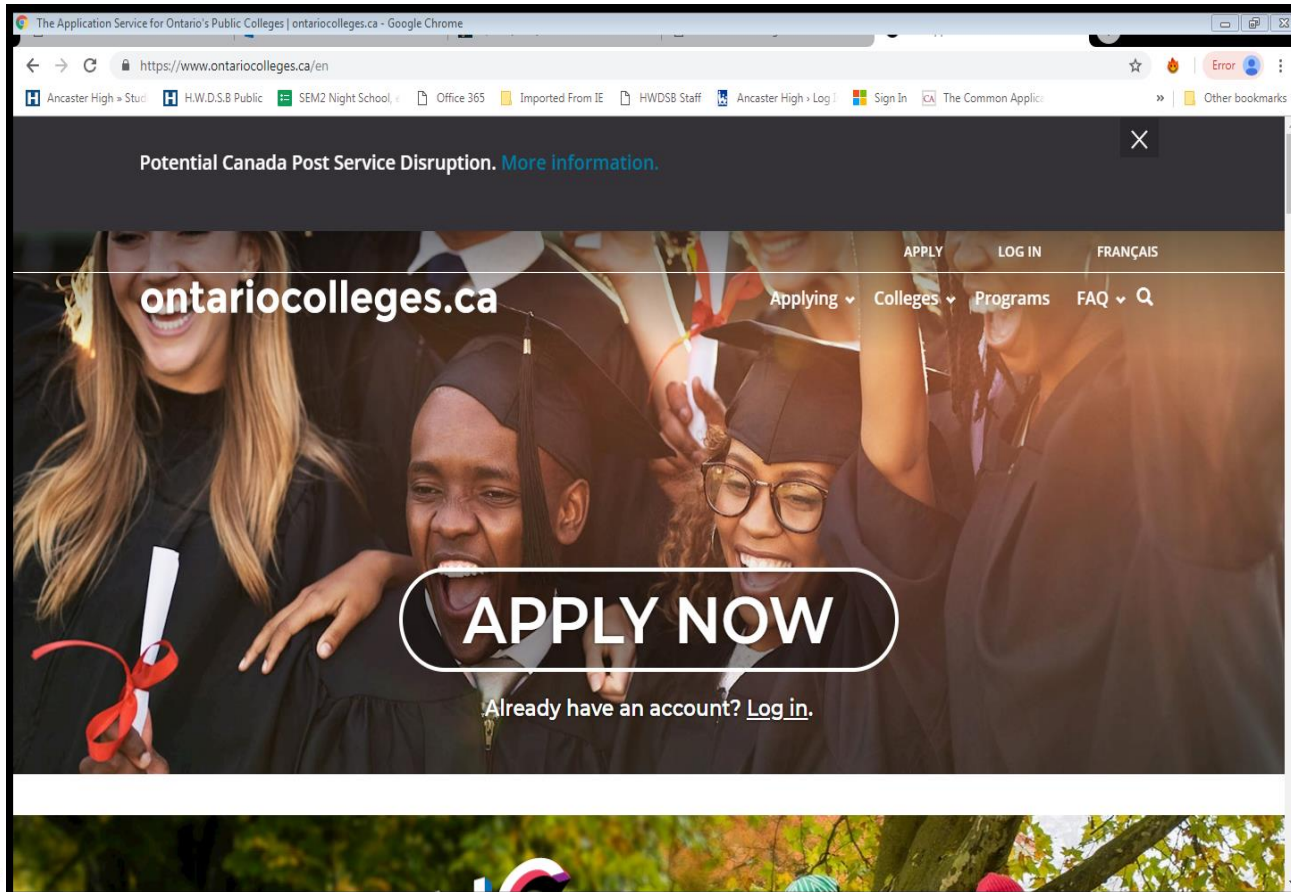 The Application Service for Ontario's Public Colleges | ontariocolleges.ca - Google Chrome
https://www.ontariocolleges.ca/en
Error
Ancaster High » Stud
H.W.D.S.B Public
SEM2 Night School, e
Office 365
Imported From IE
HWDSB Staff
Ancaster High › Log I
Sign In
CA
The Common Applica
»
Other bookmarks
Potential Canada Post Service Disruption. More information.
APPLY
LOG IN
FRANÇAIS
ontariocolleges.ca
Applying
Colleges
Programs
FAQ
APPLY NOW
Already have an account? Log in.